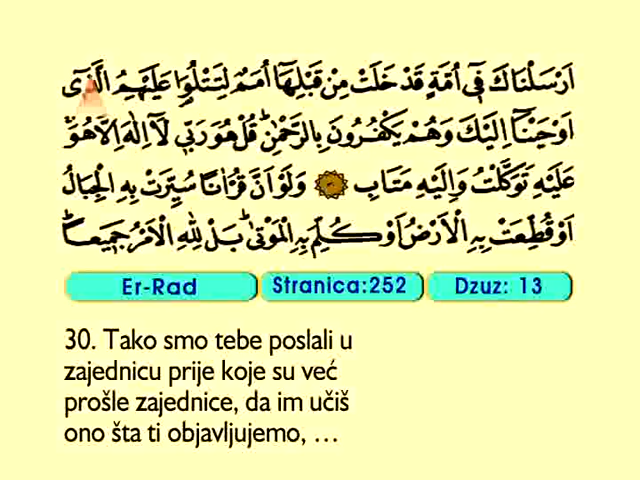 اَرْسَلْنَاكَ ف۪ٓي اُمَّةٍ قَدْ خَلَتْ مِنْ قَبْلِهَٓا اُمَمٌ لِتَتْلُوَ۬ا عَلَيْهِمُ الَّذ۪ٓي
اَوْحَيْنَٓا اِلَيْكَ وَهُمْ يَكْفُرُونَ بِالرَّحْمٰنِۜ قُلْ هُوَ رَبّ۪ي لَٓا اِلٰهَ اِلَّا هُوَۚ
عَلَيْهِ تَوَكَّلْتُ وَاِلَيْهِ مَتَابِ ٣٠ وَلَوْ اَنَّ قُرْاٰنًا سُيِّرَتْ بِهِ الْجِبَالُ
اَوْ قُطِّعَتْ بِهِ الْاَرْضُ اَوْ كُلِّمَ بِهِ الْمَوْتٰىۜ بَلْ لِلّٰهِ الْاَمْرُ جَم۪يعًاۜ
Er-Rad Stranica:252 Dzuz: 13
30. Tako smo tebe poslali u
zajednicu prije koje su već
prošle zajednice, da im učiš
ono šta ti objavljujemo, …